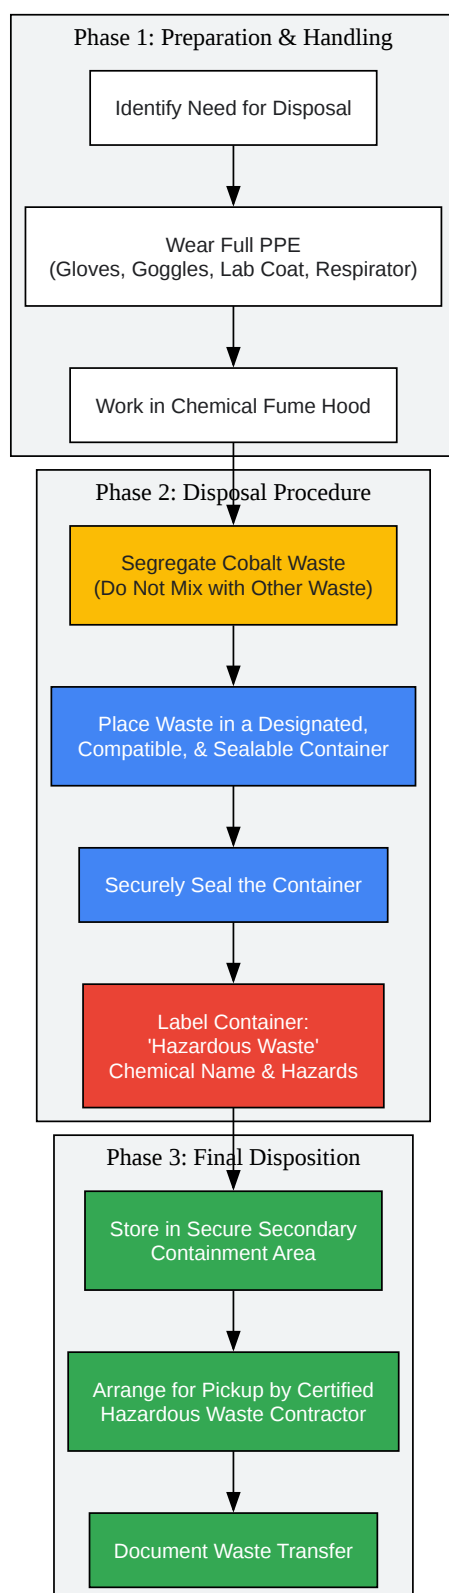 Phase 1: Preparation & Handling
Identify Need for Disposal
Wear Full PPE
(Gloves, Goggles, Lab Coat, Respirator)
Work in Chemical Fume Hood
Phase 2: Disposal Procedure
Segregate Cobalt Waste
(Do Not Mix with Other Waste)
Place Waste in a Designated,
Compatible, & Sealable Container
Securely Seal the Container
Label Container:
'Hazardous Waste'
Chemical Name & Hazards
Phase 3: Final Disposition
Store in Secure Secondary
Containment Area
Arrange for Pickup by Certified
Hazardous Waste Contractor
Document Waste Transfer